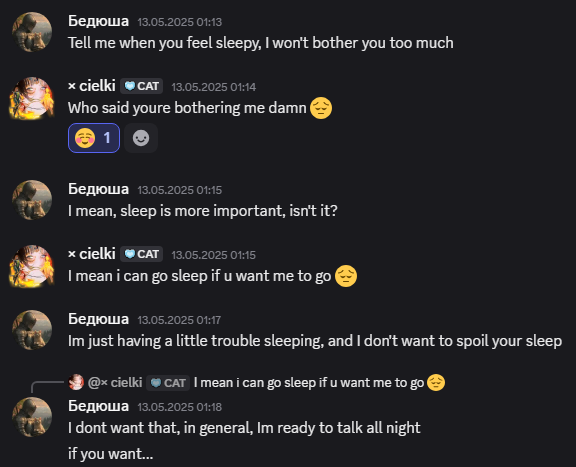 Бедюша 13.05.2025 01:13
Tell me when you feel sleepy, I won't bother you too much
× cielki CAT 13.05.2025 01:14
Who said youre bothering me damn 😔
☺️ 1
Бедюша 13.05.2025 01:15
I mean, sleep is more important, isn't it?
× cielki CAT 13.05.2025 01:15
I mean i can go sleep if u want me to go 😔
Бедюша 13.05.2025 01:17
Im just having a little trouble sleeping, and I don't want to spoil your sleep
@× cielki CAT I mean i can go sleep if u want me to go 😔
Бедюша 13.05.2025 01:18
I dont want that, in general, Im ready to talk all night
if you want...